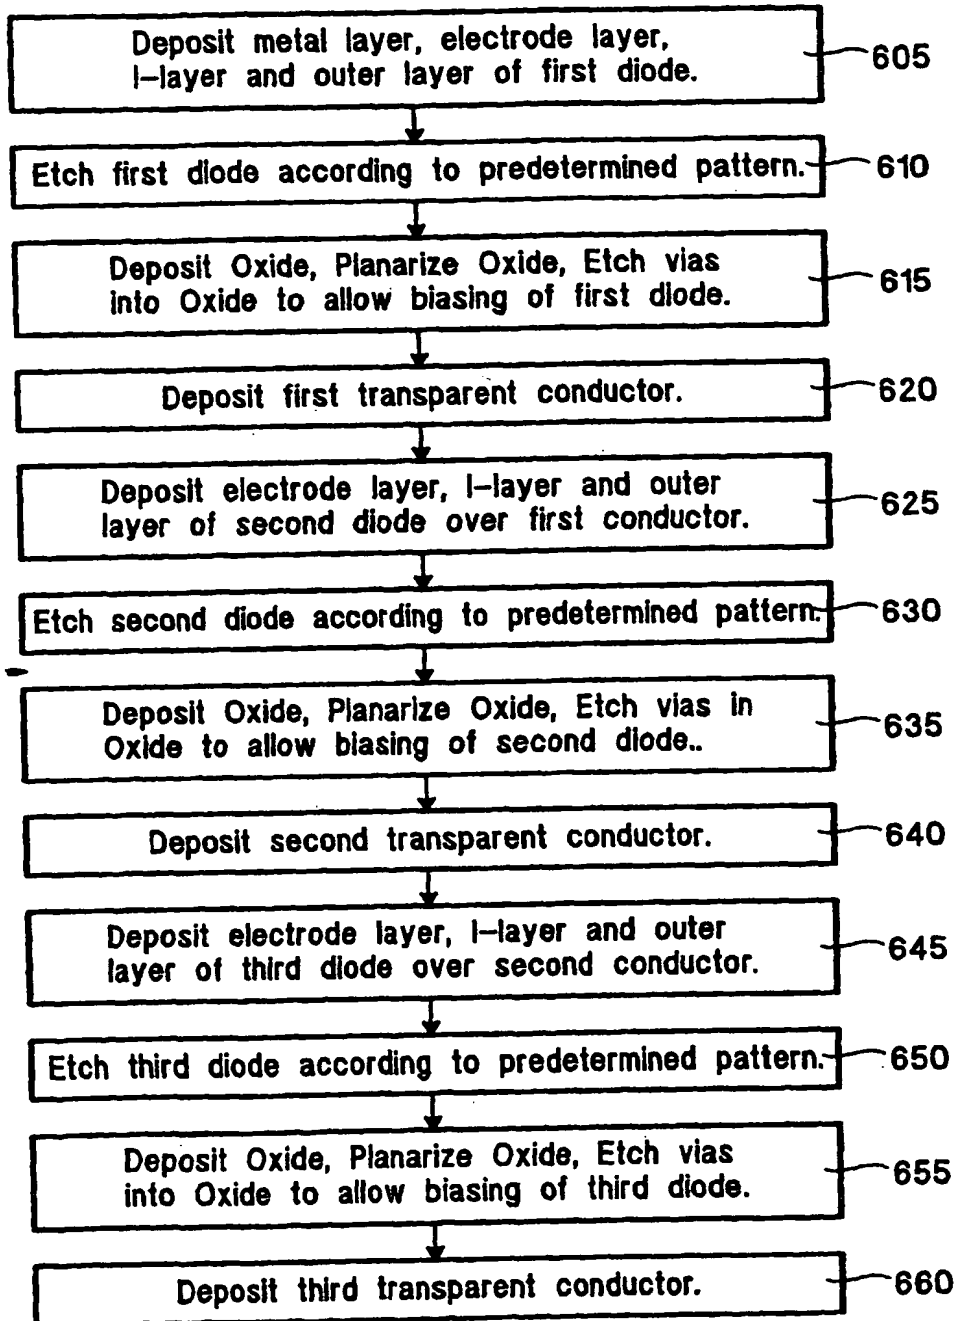 Deposit metal layer, electrode layer,
I-layer and outer layer of first diode.
605
Etch first diode according to predetermined pattern.
610
Deposit Oxide, Planarize Oxide, Etch vias
into Oxide to allow biasing of first diode.
615
Deposit first transparent conductor.
620
Deposit electrode layer, I-layer and outer
layer of second diode over first conductor.
625
Etch second diode according to predetermined pattern.
630
Deposit Oxide, Planarize Oxide, Etch vias in
Oxide to allow biasing of second diode..
635
Deposit second transparent conductor.
640
Deposit electrode layer, I-layer and outer
layer of third diode over second conductor.
645
Etch third diode according to predetermined pattern.
650
Deposit Oxide, Planarize Oxide, Etch vias
into Oxide to allow biasing of third diode.
655
Deposit third transparent conductor.
660